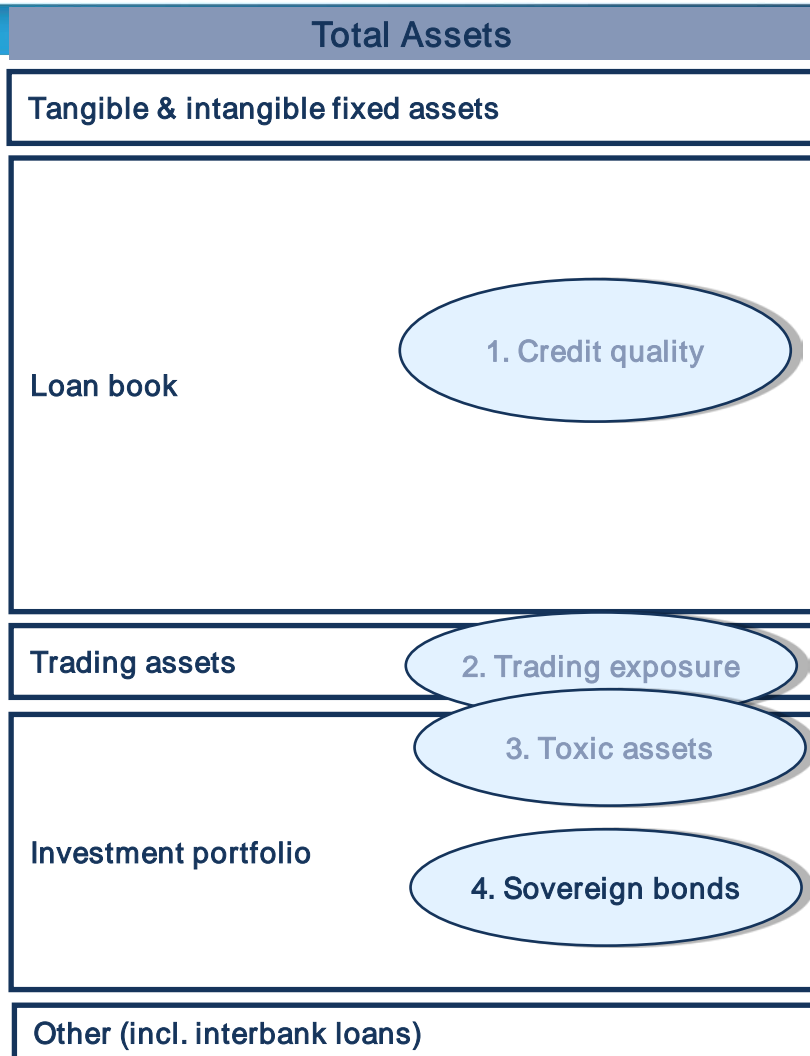 Total Assets
Tangible & intangible fixed assets
1. Credit quality
Loan book
Trading assets
2. Trading exposure
3. Toxic assets
Investment portfolio
4. Sovereign bonds
Other (incl. interbank loans)